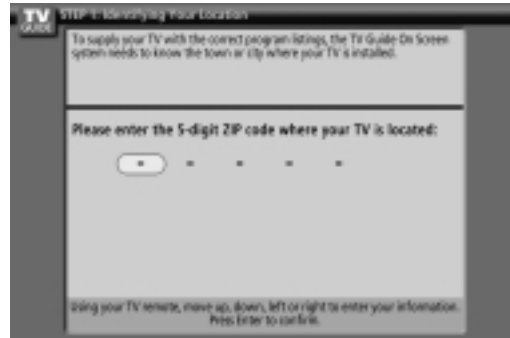 TV
GUIDE
STEP 1: Identifying Your Location
To supply your TV with the correct program listings, the TV Guide On Screen
system needs to know the town or city where your TV is installed.
Please enter the 5-digit ZIP code where your TV is located:
- - - - -
Using your TV remote, move up, down, left or right to enter your information.
Press Enter to confirm.